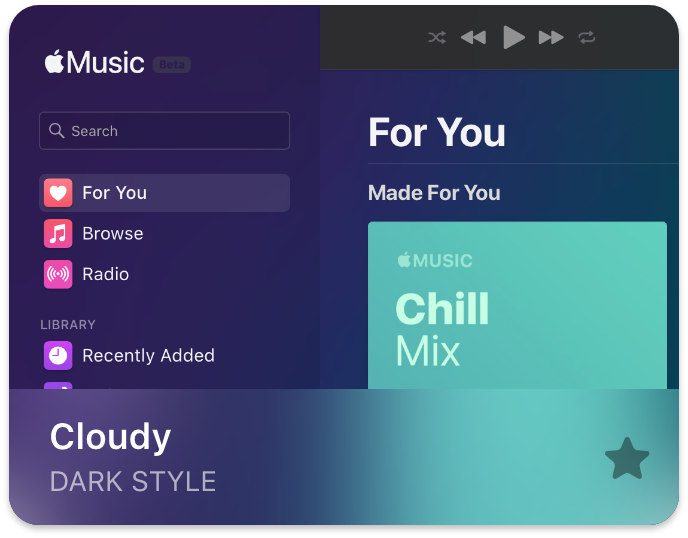 Music Beta
Search
For You
Browse
Radio
LIBRARY
Recently Added
For You
Made For You
MUSIC
Chill
Mix
Cloudy
DARK STYLE